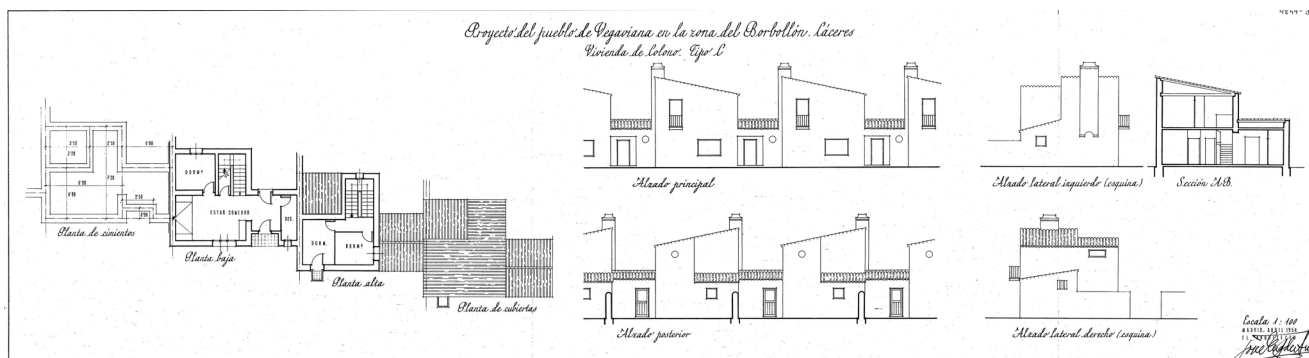 Proyecto del pueblo de Vegaviana en la zona del Borbollón. Cáceres
Vivienda de Colono. Tipo C
Planta de cimientos
DORMº
ESTAR COMEDOR
DES.
Planta baja
DORM.
DORMº
Planta alta
Planta de cubiertas
Alzado principal
Alzado lateral izquierdo (esquina)
Sección A.B.
Alzado posterior
Alzado lateral derecho (esquina)
Escala 1:100
MADRID, ABRIL 1954